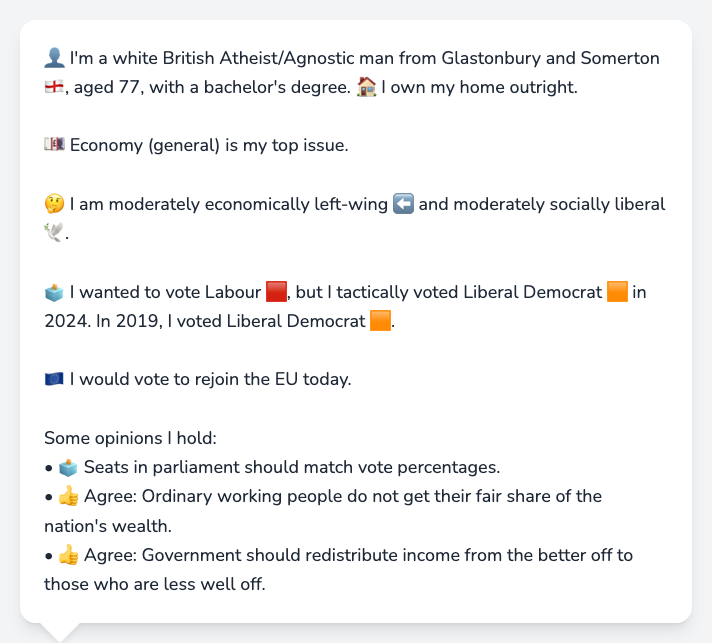 👤 I'm a white British Atheist/Agnostic man from Glastonbury and Somerton
🏴󠁧󠁢󠁥󠁮󠁧󠁿, aged 77, with a bachelor's degree. 🏠 I own my home outright.
💷 Economy (general) is my top issue.
🤔 I am moderately economically left-wing ⬅️ and moderately socially liberal
🕊️.
🗳️ I wanted to vote Labour 🟥, but I tactically voted Liberal Democrat 🟧 in
2024. In 2019, I voted Liberal Democrat 🟧.
🇪🇺 I would vote to rejoin the EU today.
Some opinions I hold:
• 🗳️ Seats in parliament should match vote percentages.
• 👍 Agree: Ordinary working people do not get their fair share of the
nation's wealth.
• 👍 Agree: Government should redistribute income from the better off to
those who are less well off.